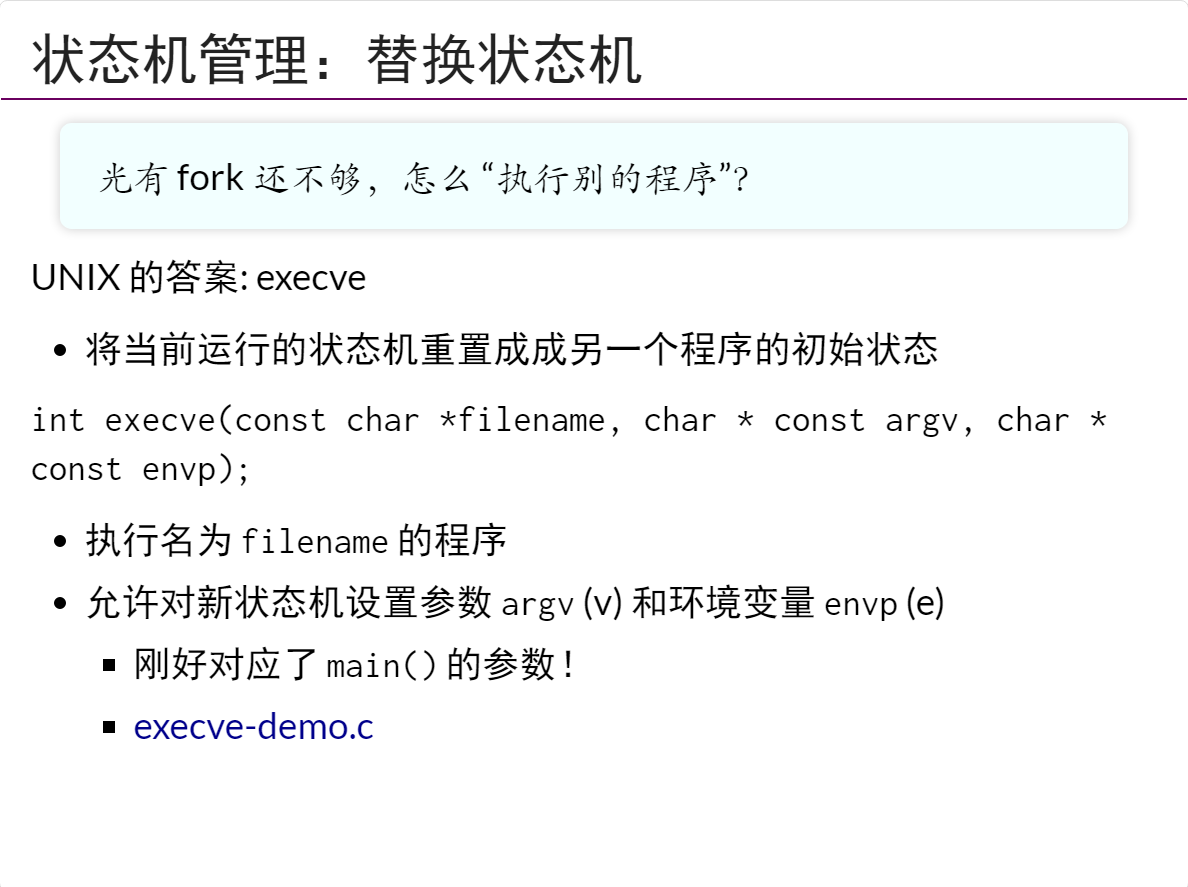 状态机管理：替换状态机
光有 fork 还不够，怎么 “执行别的程序”？
UNIX 的答案: execve
• 将当前运行的状态机重置成成另一个程序的初始状态
int execve(const char *filename, char * const argv, char *
const envp);
• 执行名为 filename 的程序
• 允许对新状态机设置参数 argv (v) 和环境变量 envp (e)
▪ 刚好对应了 main() 的参数！
▪ execve-demo.c